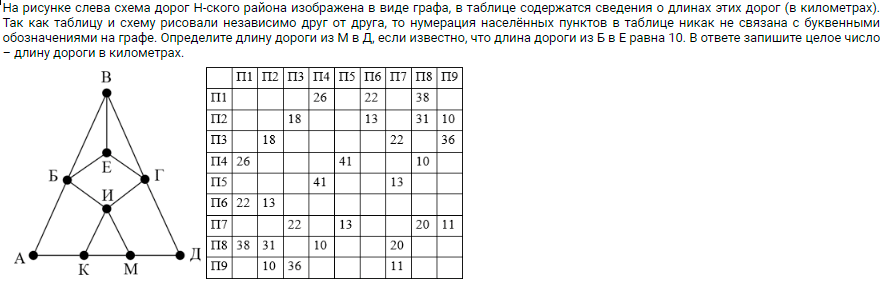 На рисунке слева схема дорог Н-ского района изображена в виде графа, в таблице содержатся сведения о длинах этих дорог (в километрах).
Так как таблицу и схему рисовали независимо друг от друга, то нумерация населённых пунктов в таблице никак не связана с буквенными
обозначениями на графе. Определите длину дороги из М в Д, если известно, что длина дороги из Б в Е равна 10. В ответе запишите целое число
– длину дороги в километрах.
В
Е
Б
Г
И
А
Д
К
М
П1 П2 П3 П4 П5 П6 П7 П8 П9
П1 26 22 38
П2 18 13 31 10
П3 18 22 36
П4 26 41 10
П5 41 13
П6 22 13
П7 22 13 20 11
П8 38 31 10 20
П9 10 36 11